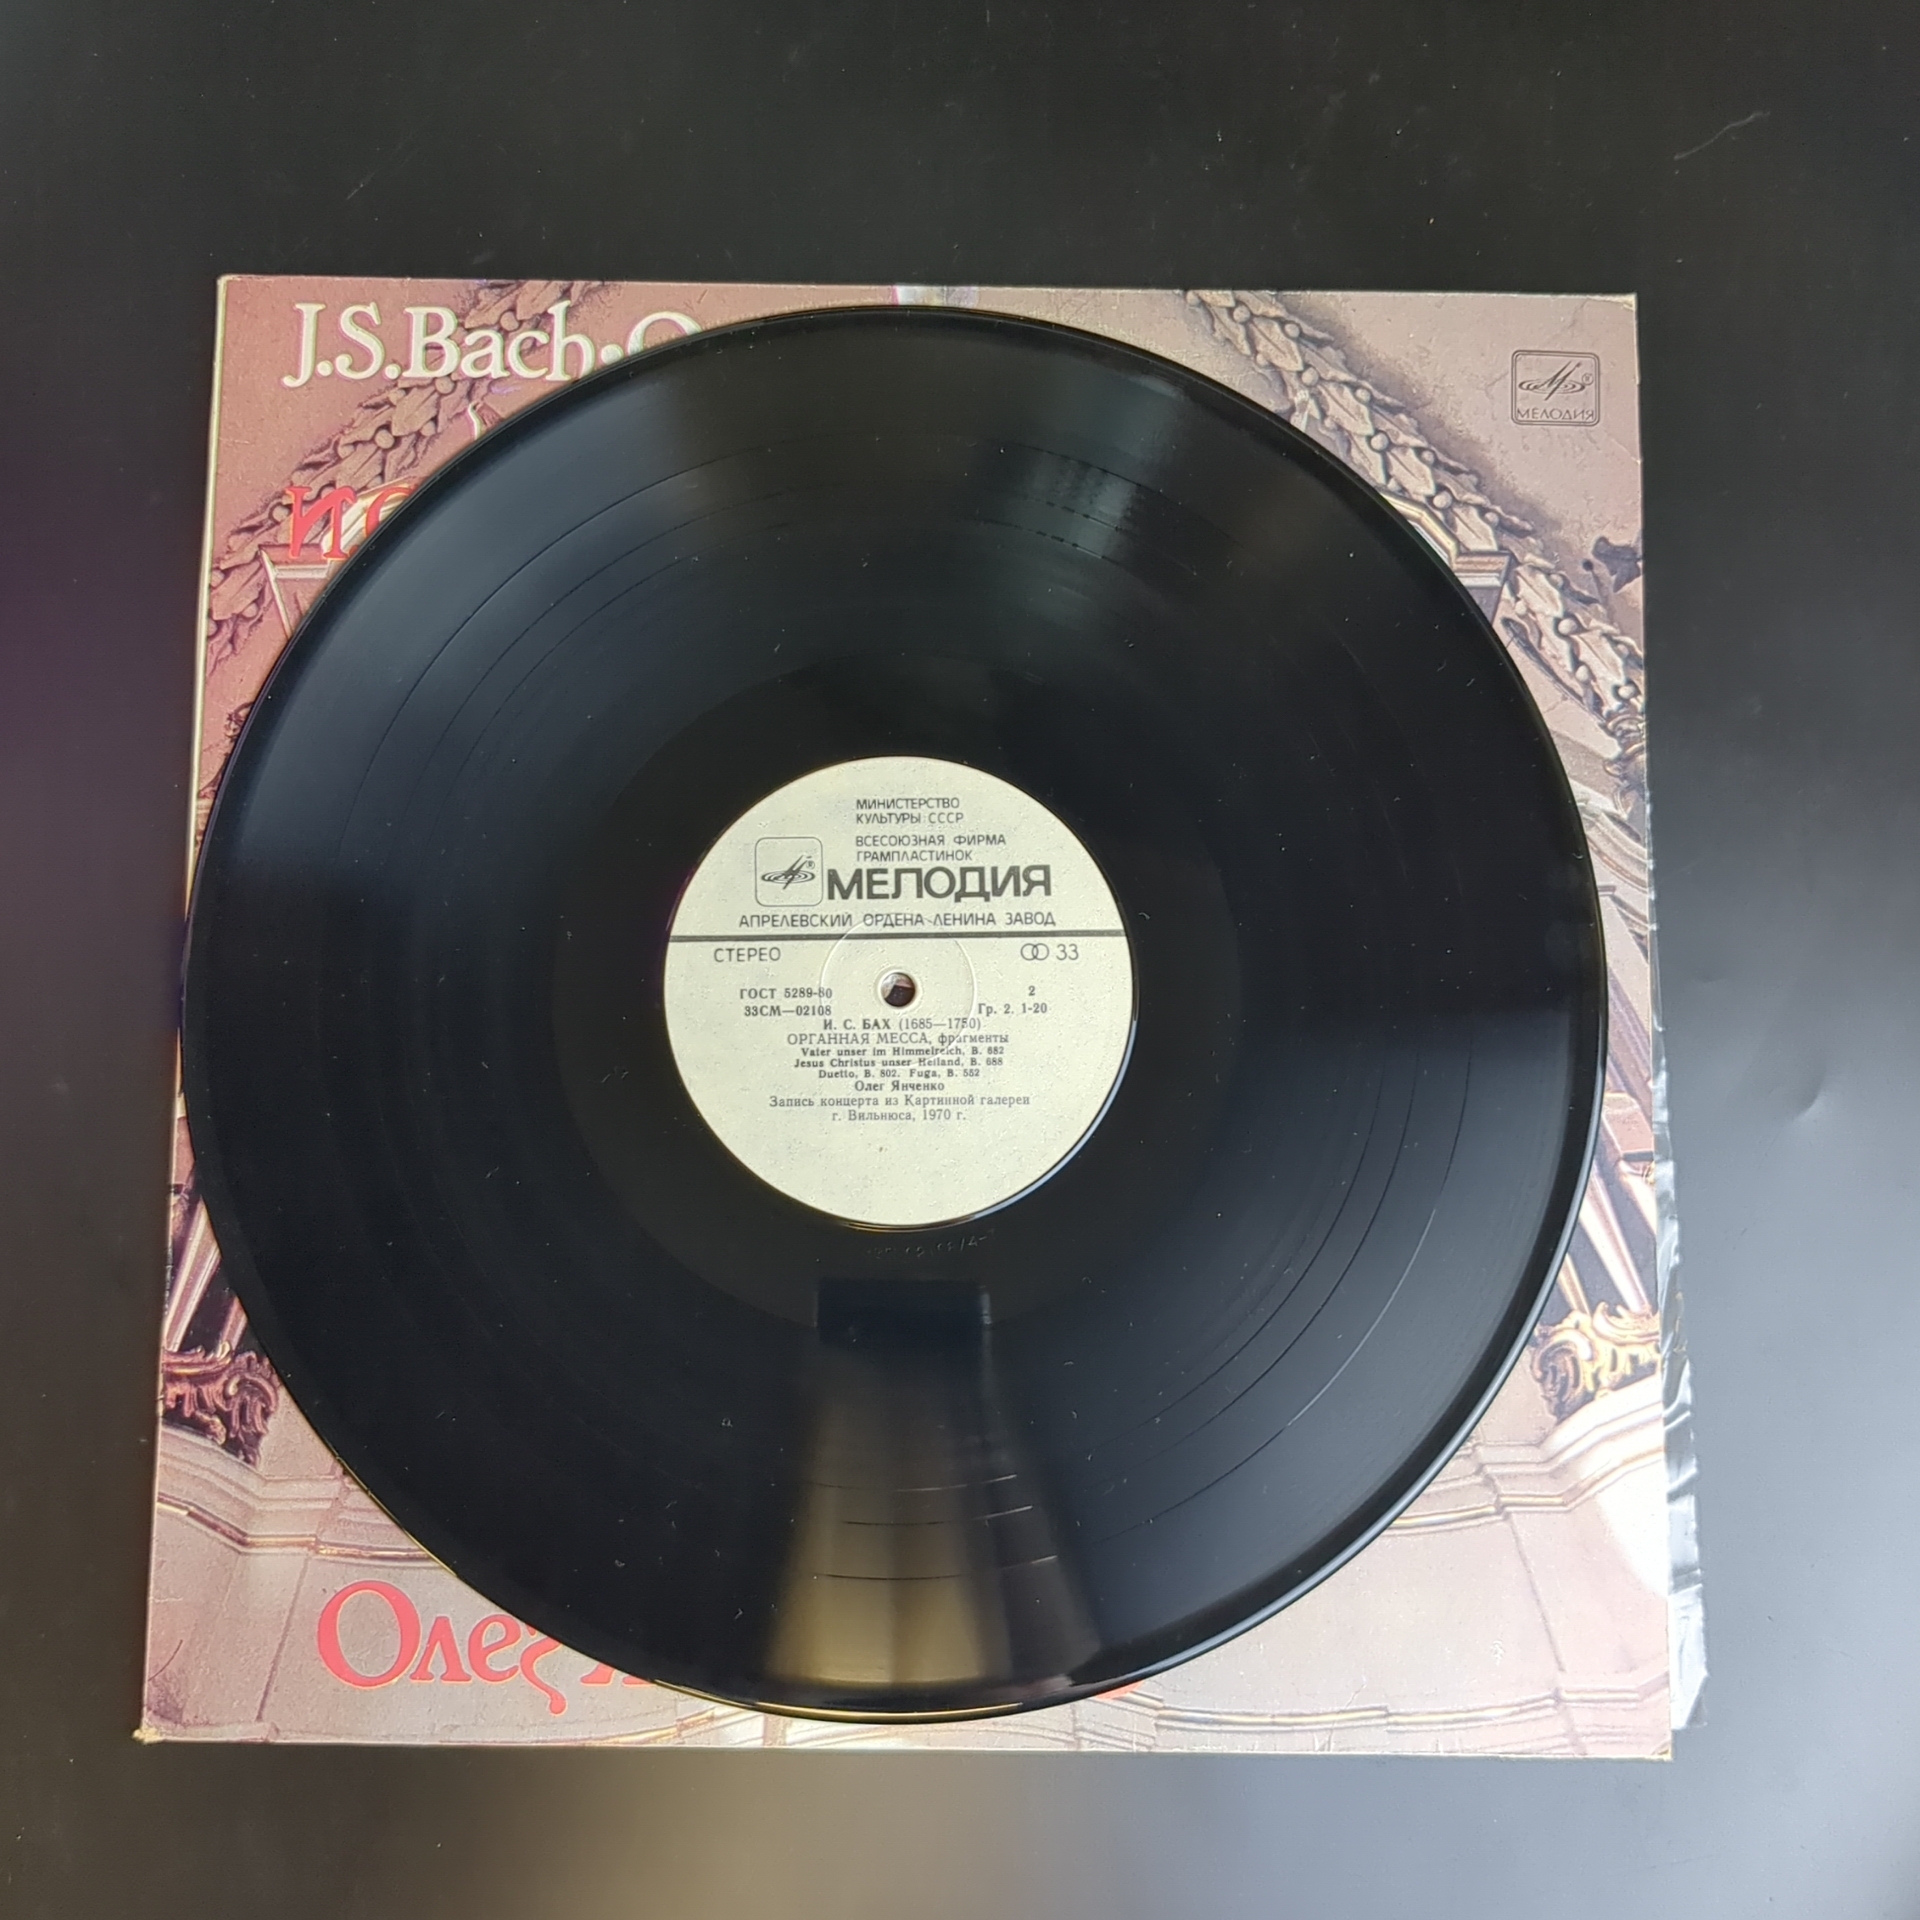 J.S.Bach
МЕЛОДИЯ
МИНИСТЕРСТВО
КУЛЬТУРЫ СССР
ВСЕСОЮЗНАЯ ФИРМА
ГРАМПЛАСТИНОК
МЕЛОДИЯ
АПРЕЛЕВСКИЙ ОРДЕНА ЛЕНИНА ЗАВОД
СТЕРЕО 33
ГОСТ 5289-80 2
33СМ—02108 Гр. 2. 1-20
И. С. БАХ (1685—1750)
ОРГАННАЯ МЕССА, фрагменты
Vater unser im Himmelreich, B. 682
Jesus Christus unser Heiland, B. 688
Duetto, B. 802. Fuga, B. 552
Олег Янченко
Запись концерта из Картинной галереи
г. Вильнюса, 1970 г.
Олег